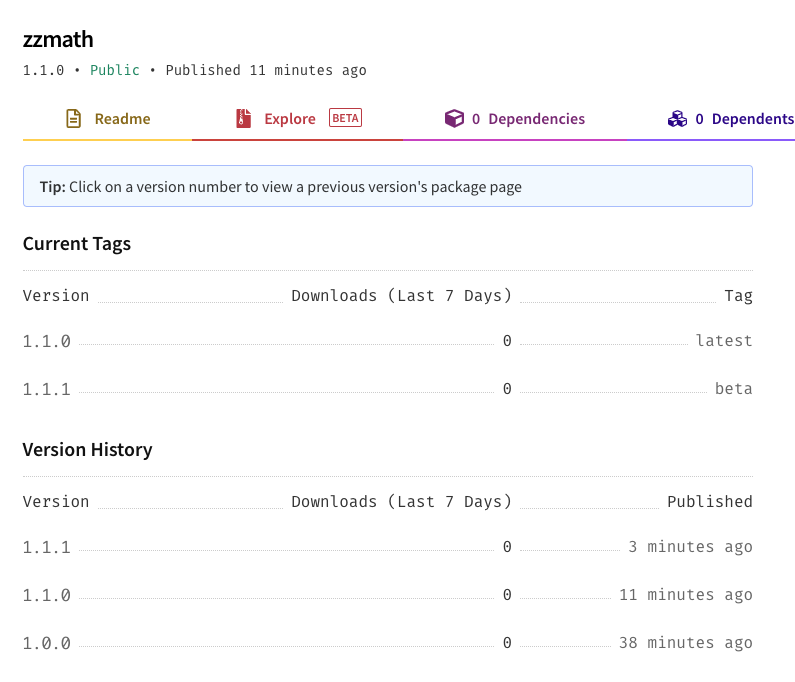 zzmath
1.1.0 • Public • Published 11 minutes ago
Readme Explore BETA 0 Dependencies 0 Dependents
Tip: Click on a version number to view a previous version's package page
Current Tags
Version Downloads (Last 7 Days) Tag
1.1.0 0 latest
1.1.1 0 beta
Version History
Version Downloads (Last 7 Days) Published
1.1.1 0 3 minutes ago
1.1.0 0 11 minutes ago
1.0.0 0 38 minutes ago